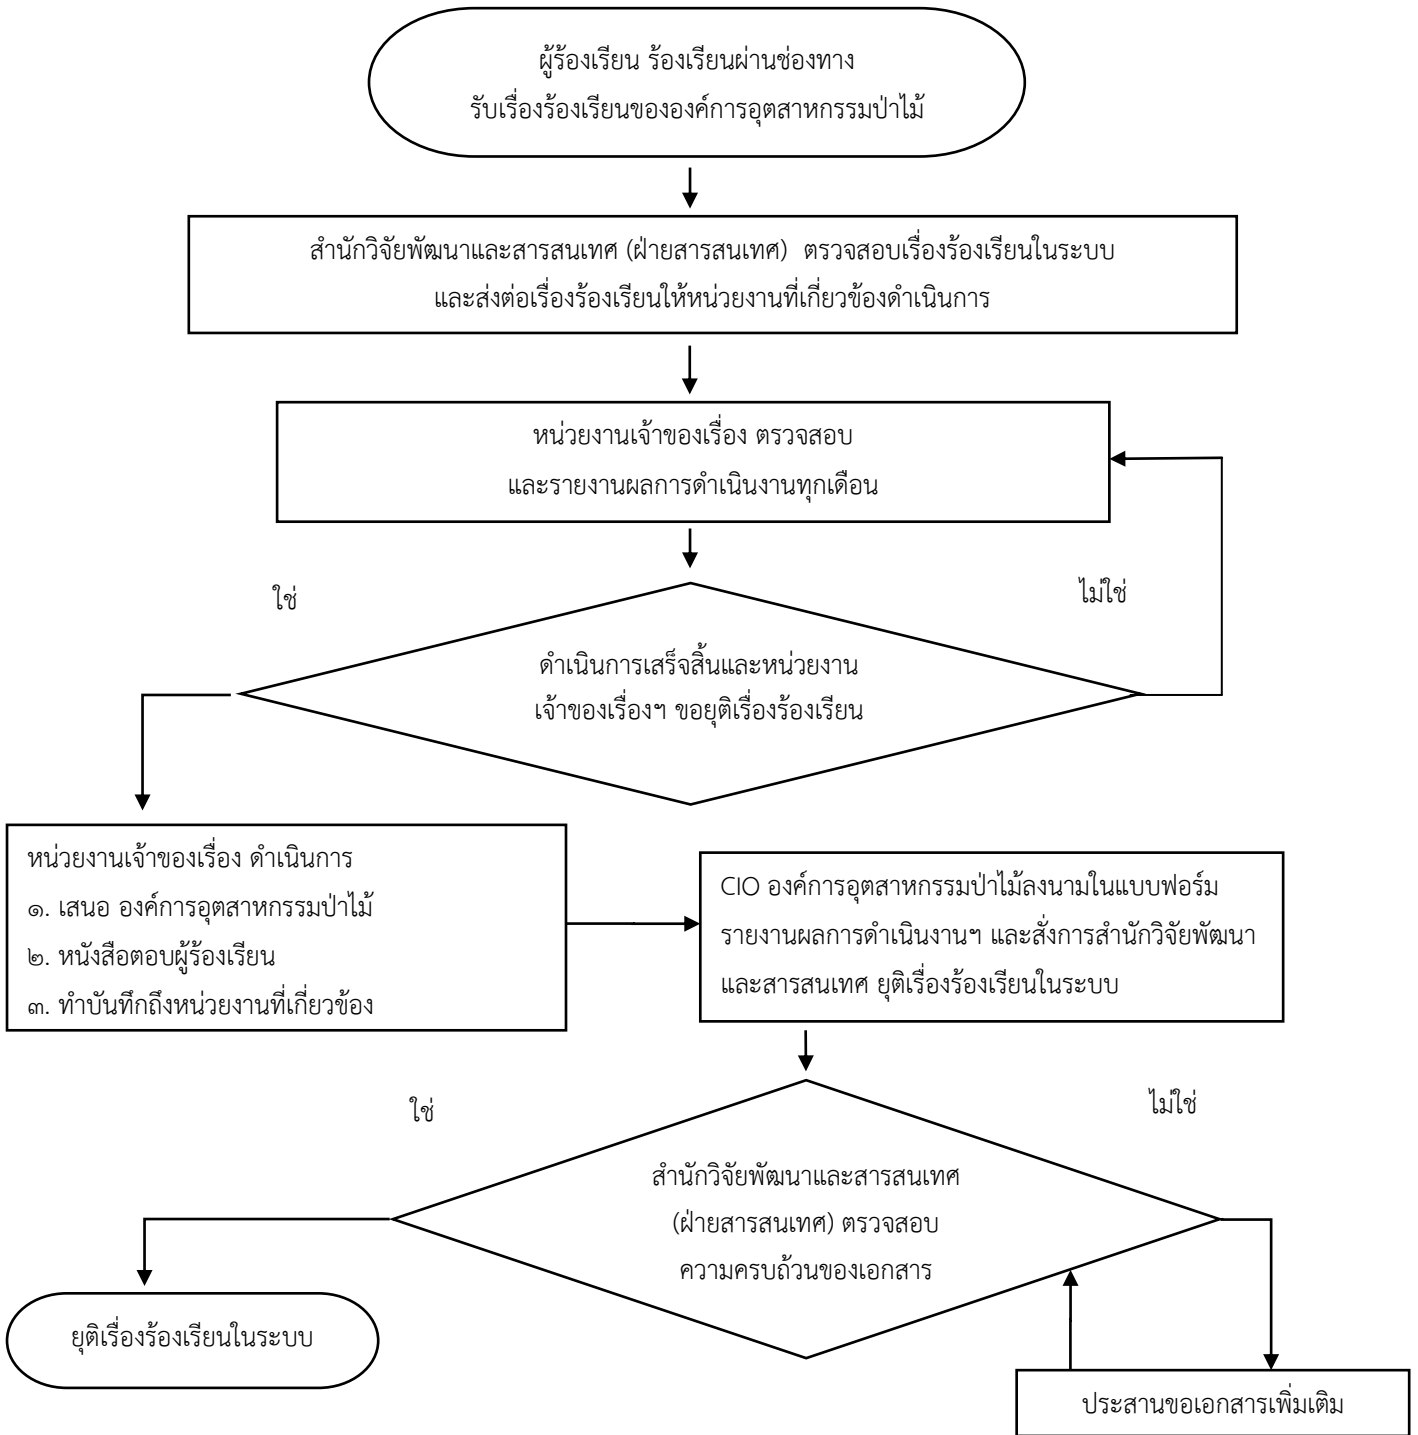 ผู้ร้องเรียน ร้องเรียนผ่านช่องทาง
รับเรื่องร้องเรียนขององค์การอุตสาหกรรมป่าไม้
สำนักวิจัยพัฒนาและสารสนเทศ (ฝ่ายสารสนเทศ) ตรวจสอบเรื่องร้องเรียนในระบบ
และส่งต่อเรื่องร้องเรียนให้หน่วยงานที่เกี่ยวข้องดำเนินการ
หน่วยงานเจ้าของเรื่อง ตรวจสอบ
และรายงานผลการดำเนินงานทุกเดือน
ใช่
ไม่ใช่
ดำเนินการเสร็จสิ้นและหน่วยงาน
เจ้าของเรื่องฯ ขอยุติเรื่องร้องเรียน
หน่วยงานเจ้าของเรื่อง ดำเนินการ
๑. เสนอ องค์การอุตสาหกรรมป่าไม้
๒. หนังสือตอบผู้ร้องเรียน
๓. ทำบันทึกถึงหน่วยงานที่เกี่ยวข้อง
CIO องค์การอุตสาหกรรมป่าไม้ลงนามในแบบฟอร์ม
รายงานผลการดำเนินงานฯ และสั่งการสำนักวิจัยพัฒนา
และสารสนเทศ ยุติเรื่องร้องเรียนในระบบ
ใช่
ไม่ใช่
สำนักวิจัยพัฒนาและสารสนเทศ
(ฝ่ายสารสนเทศ) ตรวจสอบ
ความครบถ้วนของเอกสาร
ยุติเรื่องร้องเรียนในระบบ
ประสานขอเอกสารเพิ่มเติม